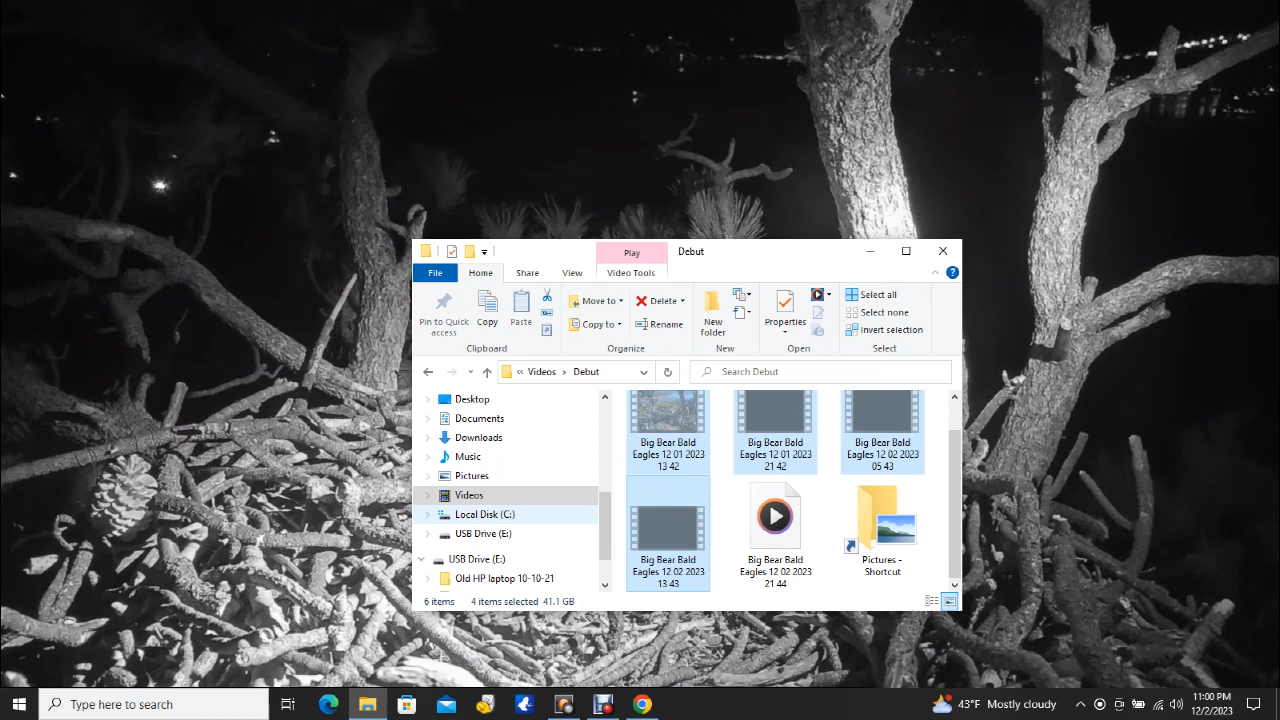 Play
Debut
File
Home
Share
View
Video Tools
Pin to Quick access
Copy
Paste
Move to
Copy to
Delete
Rename
New folder
Properties
Select all
Select none
Invert selection
Clipboard
Organize
New
Open
Select
« Videos > Debut
Search Debut
Desktop
Documents
Downloads
Music
Pictures
Videos
Local Disk (C:)
USB Drive (E:)
USB Drive (E:)
Old HP laptop 10-10-21
Big Bear Bald
Eagles 12 01 2023
13 42
Big Bear Bald
Eagles 12 01 2023
21 42
Big Bear Bald
Eagles 12 02 2023
05 43
Big Bear Bald
Eagles 12 02 2023
13 43
Big Bear Bald
Eagles 12 02 2023
21 44
Pictures -
Shortcut
6 items 4 items selected 41.1 GB
Type here to search
43°F Mostly cloudy
11:00 PM
12/2/2023